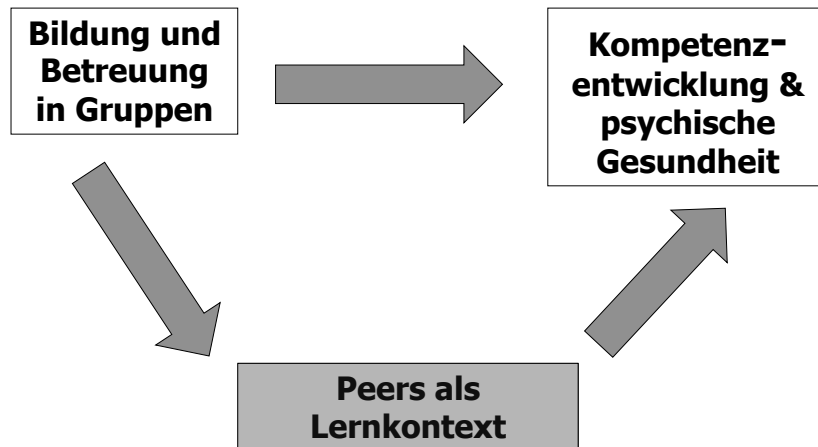 Bildung und
Betreuung
in Gruppen
Kompetenz-
entwicklung &
psychische
Gesundheit
Peers als
Lernkontext